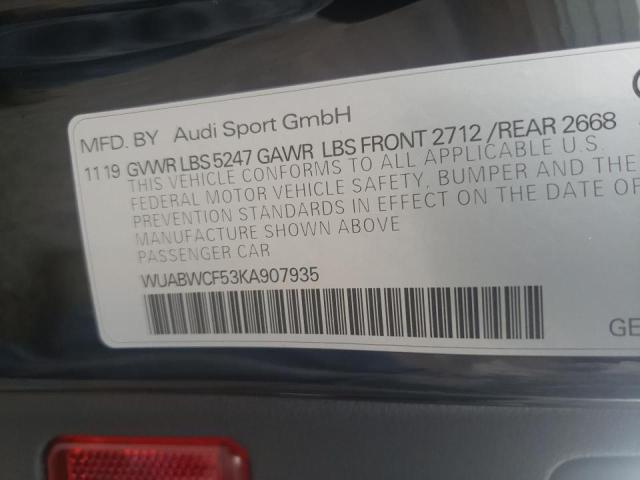 MFD. BY Audi Sport GmbH
11 19 GVWR LBS 5247 GAWR LBS FRONT 2712 /REAR 2668
THIS VEHICLE CONFORMS TO ALL APPLICABLE U.S.
FEDERAL MOTOR VEHICLE SAFETY, BUMPER AND THE
PREVENTION STANDARDS IN EFFECT ON THE DATE OF
MANUFACTURE SHOWN ABOVE
PASSENGER CAR
WUABWCF53KA907935
GE